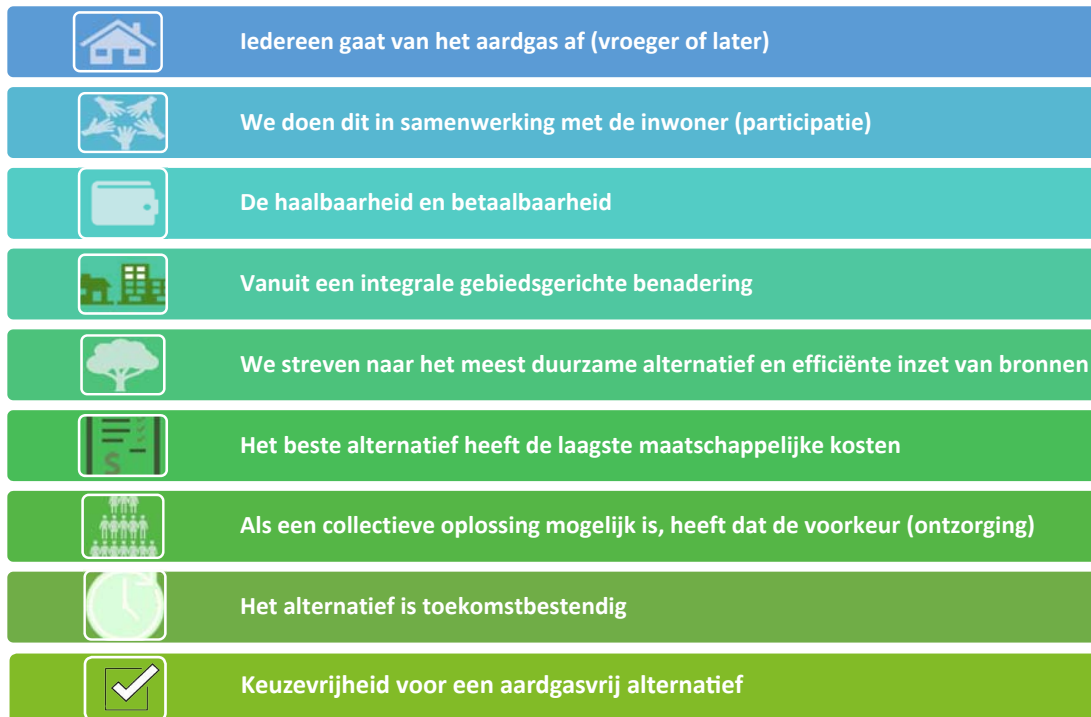 Iedereen gaat van het aardgas af (vroeger of later)
We doen dit in samenwerking met de inwoner (participatie)
De haalbaarheid en betaalbaarheid
Vanuit een integrale gebiedsgerichte benadering
We streven naar het meest duurzame alternatief en efficiënte inzet van bronnen
Het beste alternatief heeft de laagste maatschappelijke kosten
Als een collectieve oplossing mogelijk is, heeft dat de voorkeur (ontzorging)
Het alternatief is toekomstbestendig
Keuzevrijheid voor een aardgasvrij alternatief